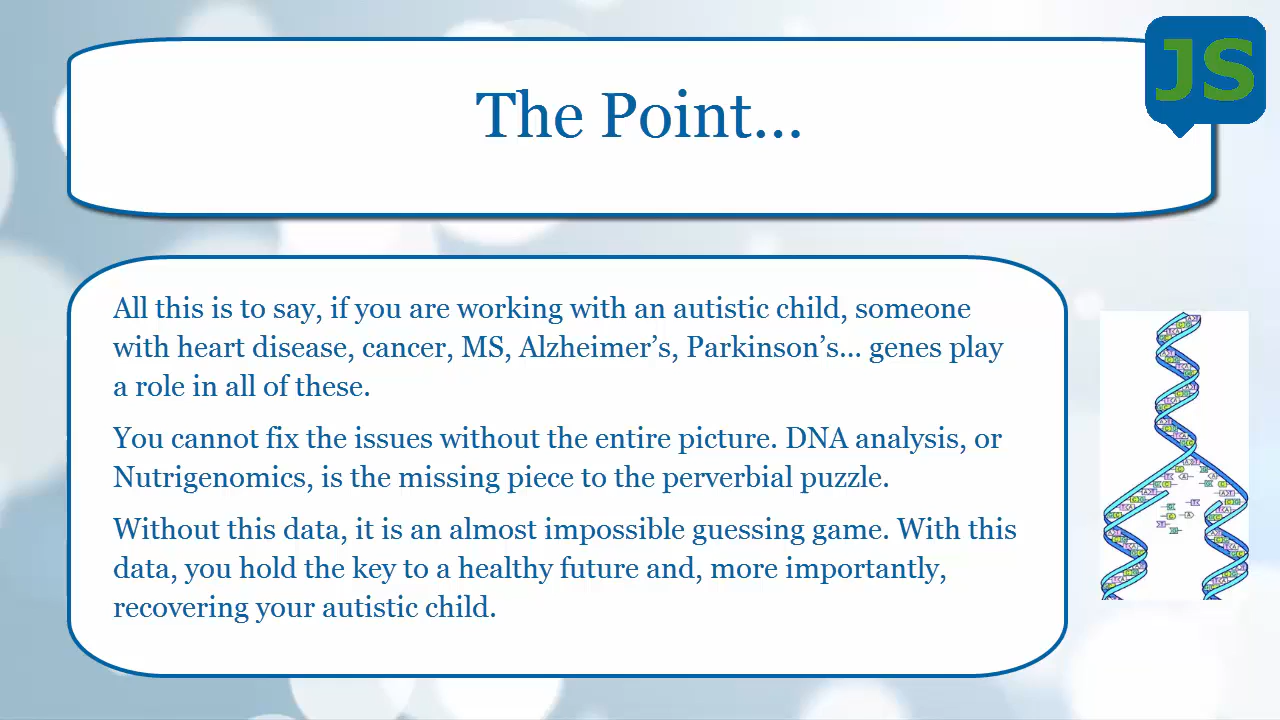 JS
The Point...
All this is to say, if you are working with an autistic child, someone
with heart disease, cancer, MS, Alzheimer’s, Parkinson’s... genes play
a role in all of these.
You cannot fix the issues without the entire picture. DNA analysis, or
Nutrigenomics, is the missing piece to the perverbial puzzle.
Without this data, it is an almost impossible guessing game. With this
data, you hold the key to a healthy future and, more importantly,
recovering your autistic child.